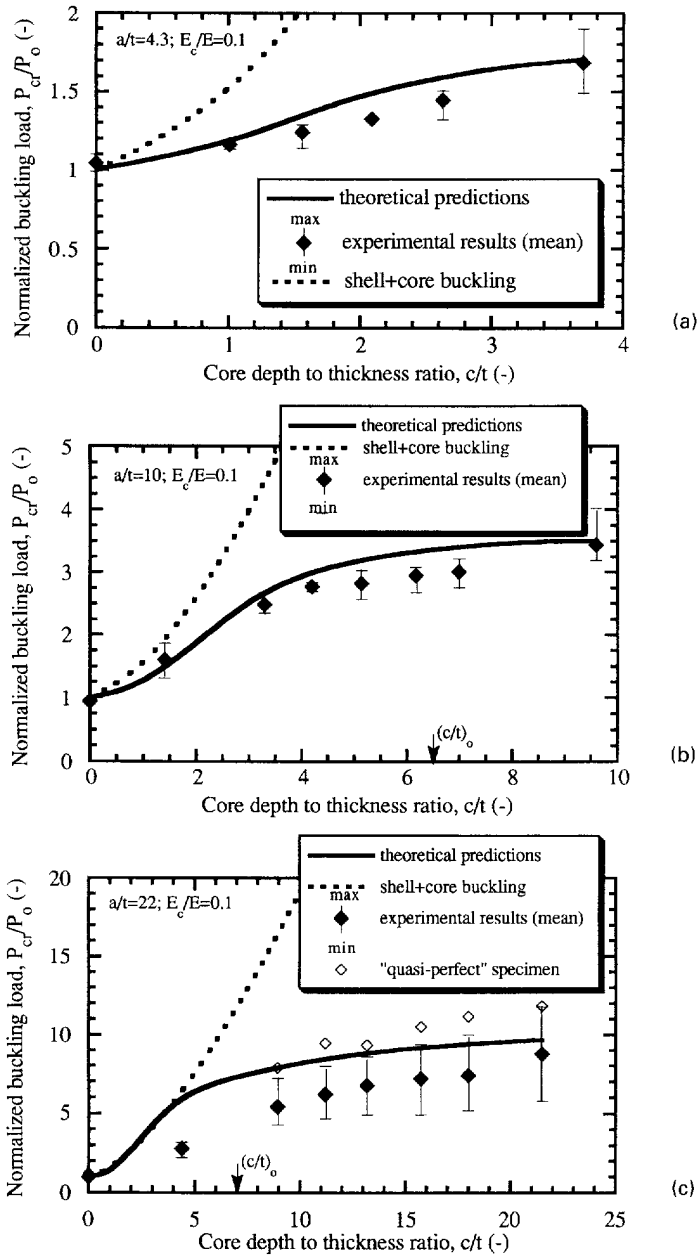 2
1.5
1
0.5
0
Normalized buckling load, P_cr/P_o (-)
a/t=4.3; E_c/E=0.1
theoretical predictions
max
experimental results (mean)
min
shell+core buckling
0 1 2 3 4
Core depth to thickness ratio, c/t (-)
(a)
5
4
3
2
1
0
Normalized buckling load, P_cr/P_o (-)
a/t=10; E_c/E=0.1
theoretical predictions
shell+core buckling
max
experimental results (mean)
min
(c/t)_o
0 2 4 6 8 10
Core depth to thickness ratio, c/t (-)
(b)
20
15
10
5
0
Normalized buckling load, P_cr/P_o (-)
a/t=22; E_c/E=0.1
theoretical predictions
shell+core buckling
max
experimental results (mean)
min
"quasi-perfect" specimen
(c/t)_o
0 5 10 15 20 25
Core depth to thickness ratio, c/t (-)
(c)